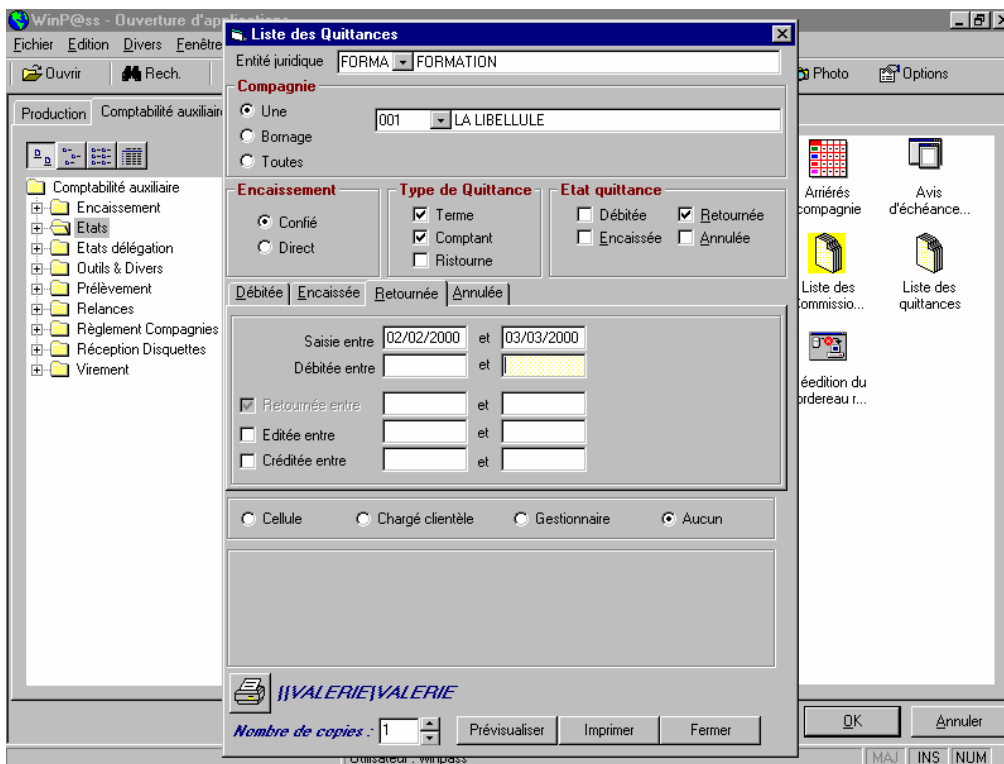 WinP@ss - Ouverture d'applications
Fichier Edition Divers Fenêtre
Ouvrir Rech. Photo Options
Production Comptabilité auxiliaire
Comptabilité auxiliaire
Encaissement
Etats
Etats délégation
Outils & Divers
Prélèvement
Relances
Règlement Compagnies
Réception Disquettes
Virement
Liste des Quittances
Entité juridique FORMA FORMATION
Compagnie
Une
001 LA LIBELLULE
Bornage
Toutes
Encaissement
Confié
Direct
Type de Quittance
Terme
Comptant
Ristourne
Etat quittance
Débitée Retournée
Encaissée Annulée
Débitée Encaissée Retournée Annulée
Saisie entre 02/02/2000 et 03/03/2000
Débitée entre et
Retournée entre et
Editée entre et
Créditée entre et
Cellule Chargé clientèle Gestionnaire Aucun
\\VALERIE\VALERIE
Nombre de copies : 1 Prévisualiser Imprimer Fermer
Arriérés
compagnie
Avis
d'échéance...
Liste des
ommissio...
Liste des
quittances
éedition du
ordereau r...
OK Annuler
Utilisateur : winpass
MAJ INS NUM